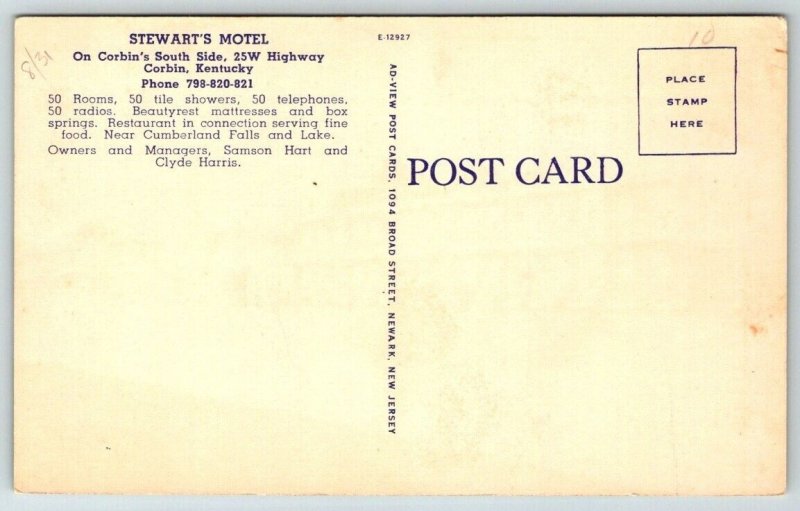 STEWART'S MOTEL
On Corbin's South Side, 25W Highway
Corbin, Kentucky
Phone 798-820-821
50 Rooms, 50 tile showers, 50 telephones,
50 radios. Beautyrest mattresses and box
springs. Restaurant in connection serving fine
food. Near Cumberland Falls and Lake.
Owners and Managers, Samson Hart and
Clyde Harris.
8/31
E-12927
AD-VIEW POST CARDS, 1094 BROAD STREET, NEWARK, NEW JERSEY
POST CARD
10
PLACE
STAMP
HERE